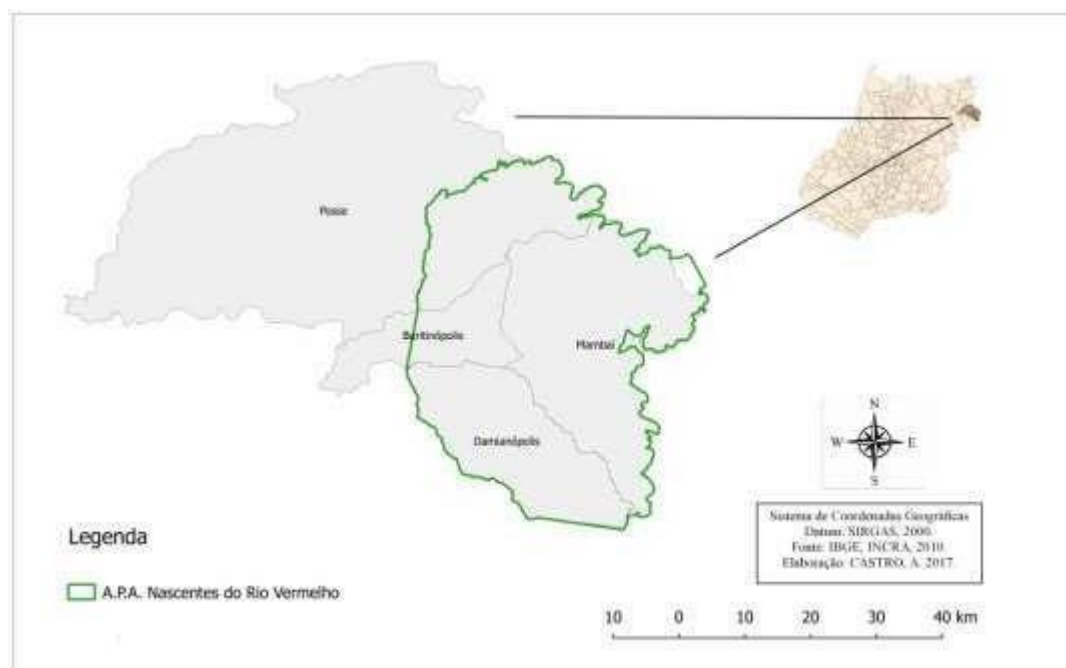 Posse
Buritinópolis
Mambaí
Damianópolis
N
W E
S
Sistema de Coordenadas Geográficas
Datum: SIRGAS, 2000.
Fonte: IBGE, INCRA, 2010.
Elaboração: CASTRO, A. 2017
Legenda
A.P.A. Nascentes do Rio Vermelho
10 0 10 20 30 40 km